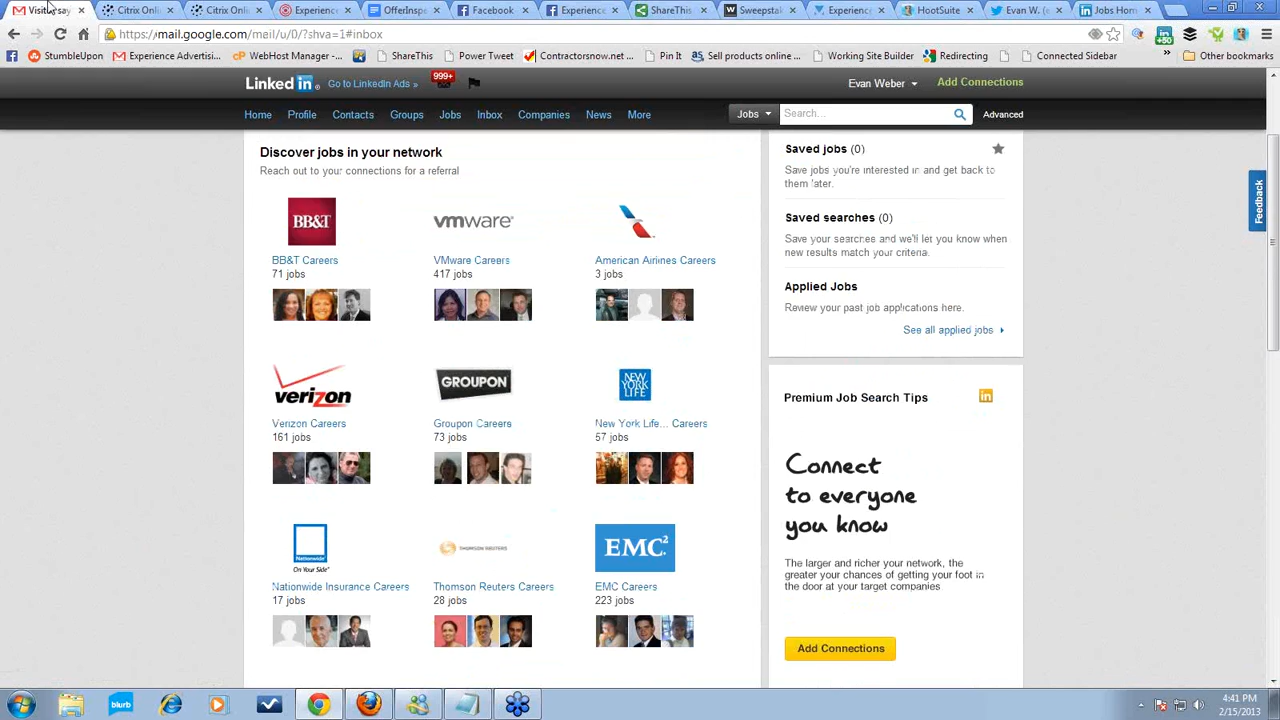 Visit
say
Citrix Onli
Citrix Onli
Experienc
OfferInsp
Facebook
Experienc
ShareThis
Sweepstak
Experienc
HootSuite
Evan W. (
Jobs Hom
https://mail.google.com/mail/u/0/?shva=1#inbox
StumbleUpon
Experience Advertisi...
WebHost Manager -
ShareThis
Power Tweet
Contractorsnow.net...
Pin It
Sell products online...
Working Site Builder
Redirecting
Connected Sidebar
»
Other bookmarks
Linked in
Go to LinkedIn Ads »
999+
Evan Weber
Add Connections
Home
Profile
Contacts
Groups
Jobs
Inbox
Companies
News
More
Jobs
Search...
Advanced
Discover jobs in your network
Reach out to your connections for a referral
BB&T
vmware
BB&T Careers
VMware Careers
American Airlines Careers
71 jobs
417 jobs
3 jobs
verizon
GROUPON
NEW
YORK
LIFE
Verizon Careers
Groupon Careers
New York Life... Careers
161 jobs
73 jobs
57 jobs
Nationwide
On Your Side
THOMSON REUTERS
EMC²
Nationwide Insurance Careers
Thomson Reuters Careers
EMC Careers
17 jobs
28 jobs
223 jobs
Saved jobs (0)
Save jobs you're interested in and get back to
them later.
Saved searches (0)
Save your searches and we'll let you know when
new results match your criteria.
Applied Jobs
Review your past job applications here.
See all applied jobs
Premium Job Search Tips
in
Connect
to everyone
you know
The larger and richer your network, the
greater your chances of getting your foot in
the door at your target companies
Add Connections
Feedback
blurb
4:41 PM
2/15/2013